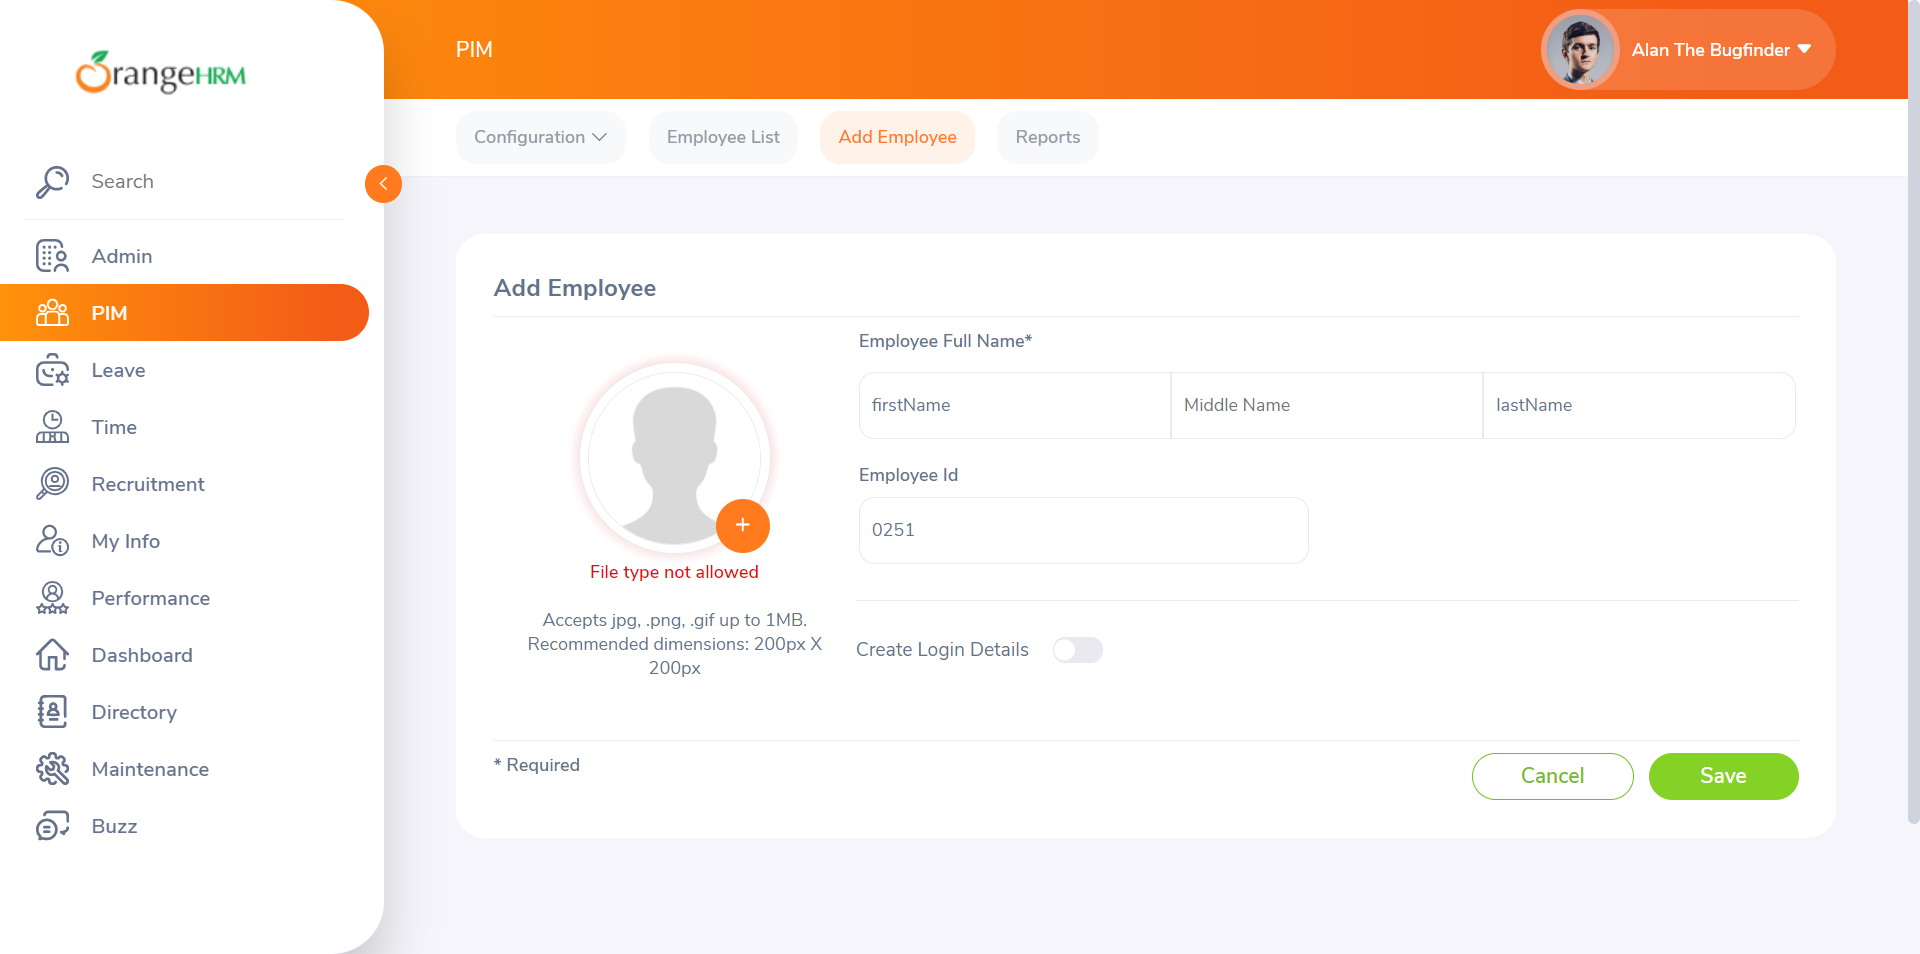 OrangeHRM
PIM
Alan The Bugfinder
Configuration
Employee List
Add Employee
Reports
Search
Admin
PIM
Leave
Time
Recruitment
My Info
Performance
Dashboard
Directory
Maintenance
Buzz
Add Employee
File type not allowed
Accepts jpg, .png, .gif up to 1MB.
Recommended dimensions: 200px X
200px
Employee Full Name*
firstName
Middle Name
lastName
Employee Id
0251
Create Login Details
* Required
Cancel
Save